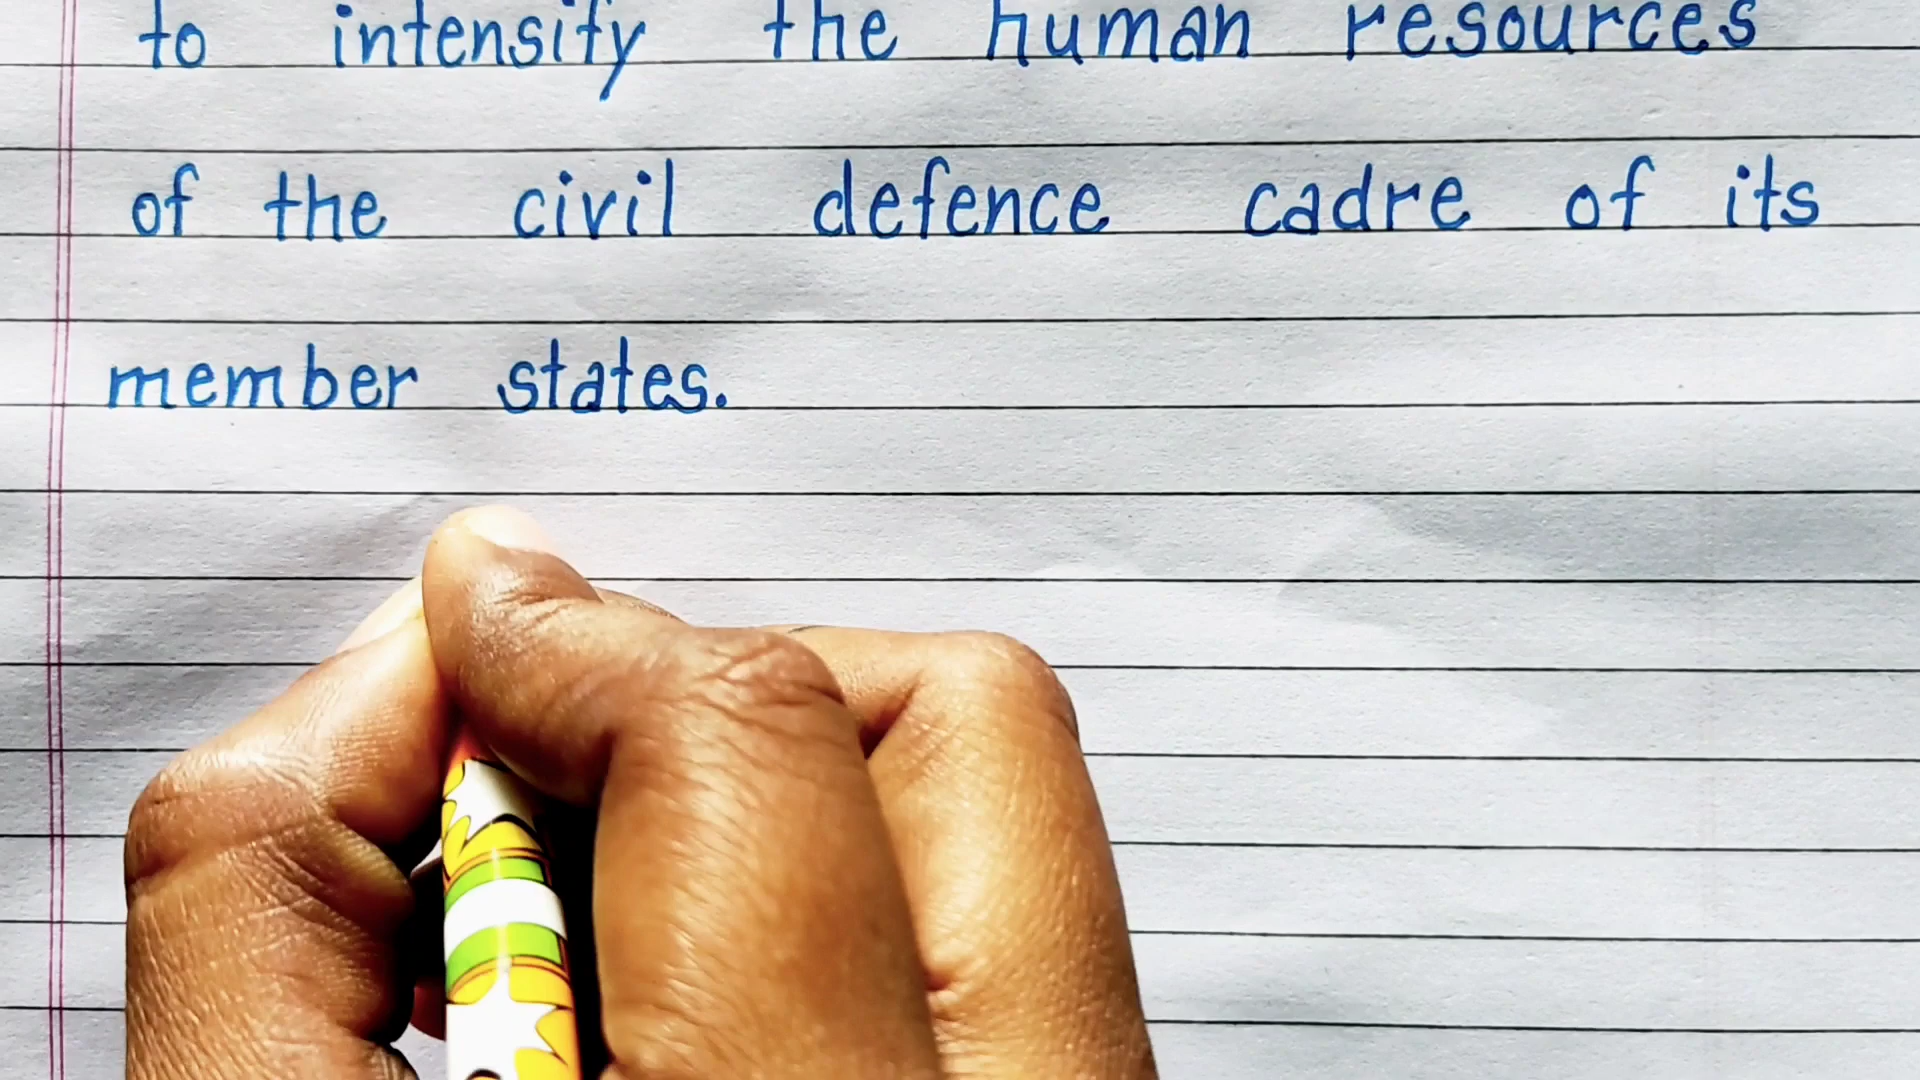 to intensify the human resources
of the civil defence cadre of its
member states.